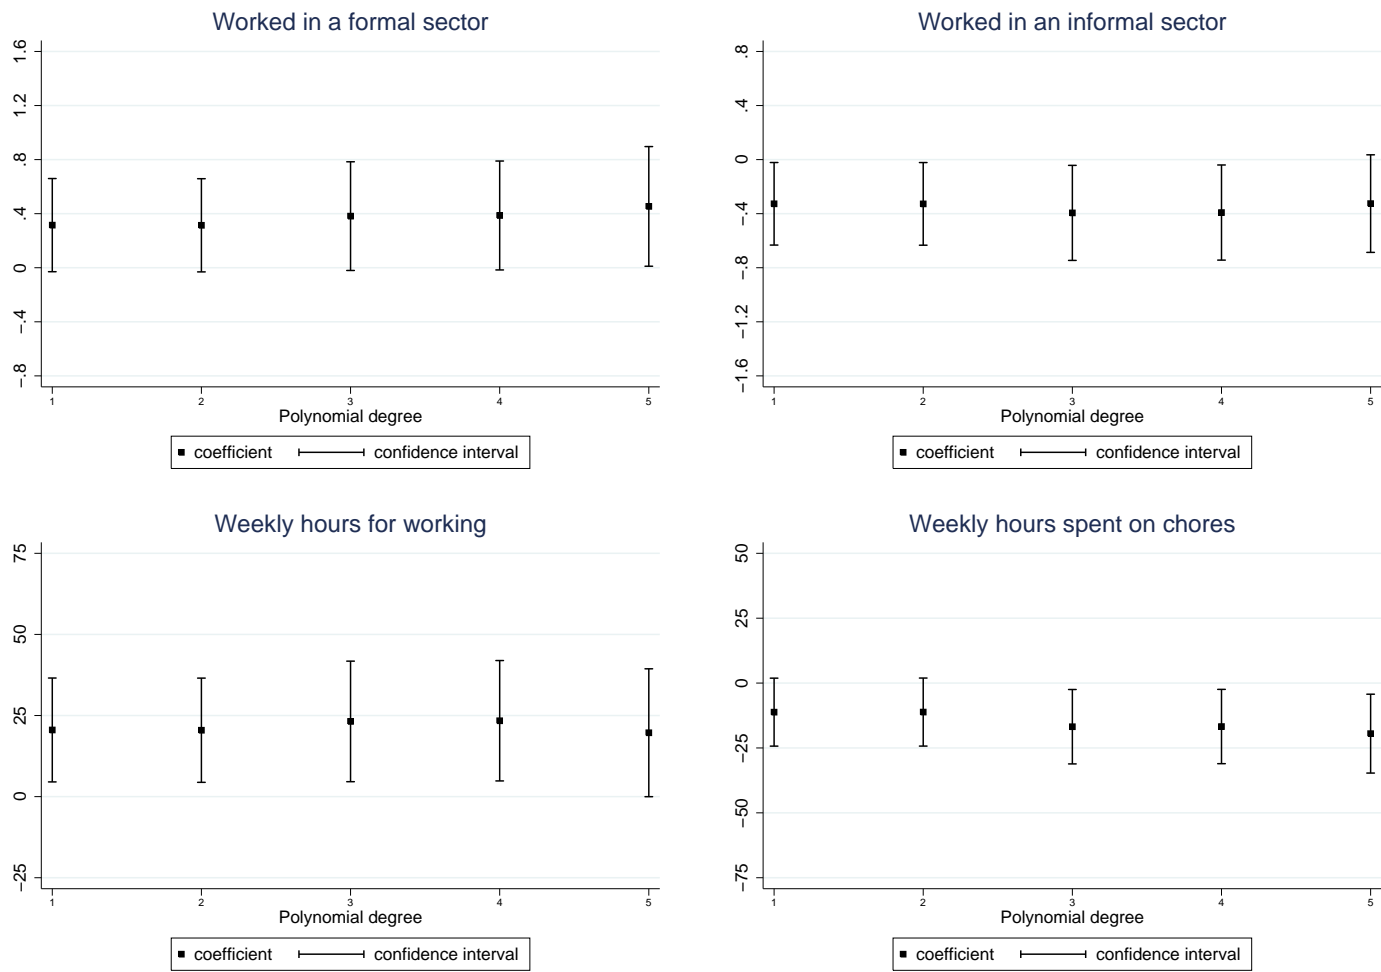 Worked in a formal sector
1.6
1.2
.8
.4
0
−.4
−.8
1 2 3 4 5
Polynomial degree
coefficient confidence interval
Worked in an informal sector
.8
.4
0
−.4
−.8
−1.2
−1.6
1 2 3 4 5
Polynomial degree
coefficient confidence interval
Weekly hours for working
75
50
25
0
−25
1 2 3 4 5
Polynomial degree
coefficient confidence interval
Weekly hours spent on chores
50
25
0
−25
−50
−75
1 2 3 4 5
Polynomial degree
coefficient confidence interval